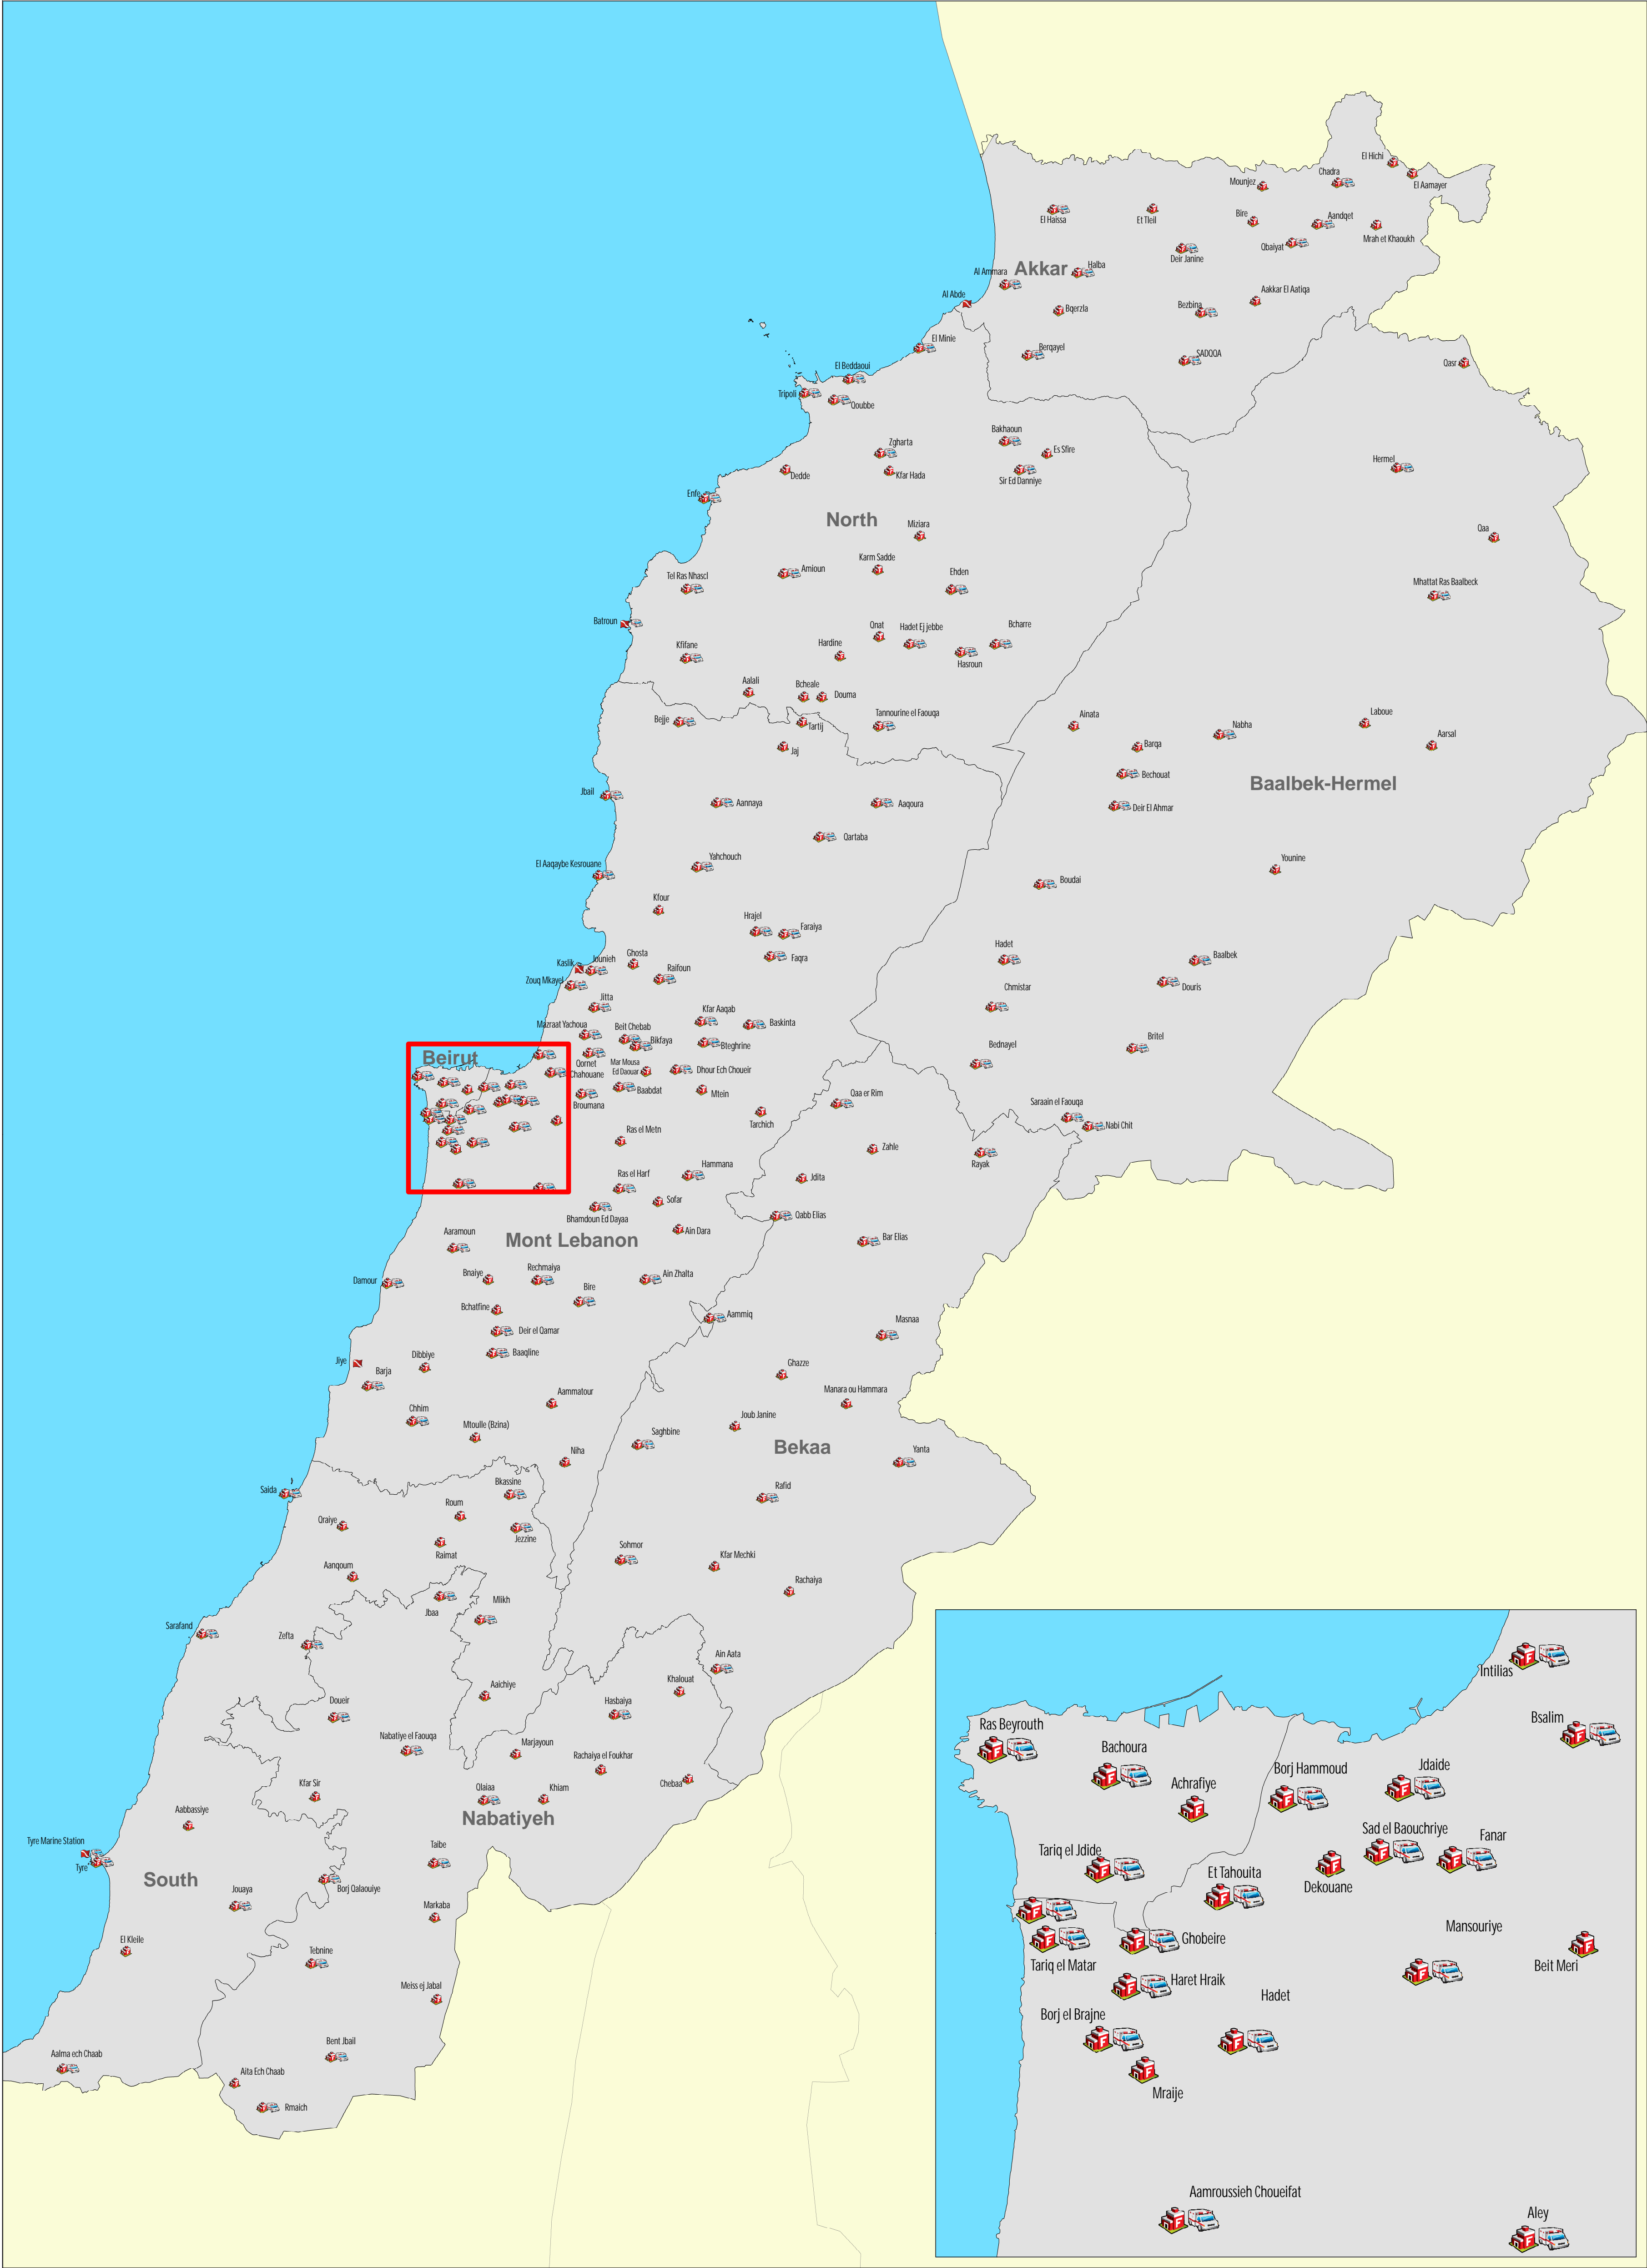 El Hichi
Chadra
El Aamayer
Mounjez
El Haissa
Et Tleil
Bire
Aandqet
Mrah et Khaoukh
Qbaiyat
Deir Janine
Akkar
Halba
Al Ammara
Al Abde
Aakkar El Aatiqa
Bqerzla
Bezbina
El Minie
Berqayel
SADOQA
Qasr
El Beddaoui
Tripoli
Qoubbe
Bakhaoun
Zgharta
Es Sfire
Hermel
Dedde
Kfar Hada
Sir Ed Danniye
Enfe
North
Miziara
Qaa
Karm Sadde
Amioun
Ehden
Tel Ras Nhascl
Mhattat Ras Baalbeck
Batroun
Qnat
Hadet Ej jebbe
Bcharre
Hardine
Kfifane
Hasroun
Aalali
Bcheale
Douma
Bejje
Tartij
Tannourine el Faouqa
Ainata
Nabha
Laboue
Aarsal
Jaj
Barqa
Bechouat
Baalbek-Hermel
Jbail
Aannaya
Aaqoura
Deir El Ahmar
Qartaba
Yahchouch
El Aaqaybe Kesrouane
Younine
Boudai
Kfour
Hrajel
Faraiya
Faqra
Hadet
Baalbek
Ghosta
Kaslik
Jounieh
Raifoun
Zouq Mkayel
Douris
Chmistar
Jitta
Kfar Aaqab
Baskinta
Mazraat Yachoua
Beit Chebab
Bikfaya
Bteghrine
Britel
Bednayel
Beirut
Qornet
Chahouane
Mar Mousa
Ed Daouar
Dhour Ech Choueir
Baabdat
Mtein
Broumana
Qaa er Rim
Saraain el Faouqa
Nabi Chit
Tarchich
Ras el Metn
Zahle
Rayak
Hammana
Ras el Harf
Jdita
Sofar
Bhamdoun Ed Dayaa
Qabb Elias
Ain Dara
Aaramoun
Mont Lebanon
Bar Elias
Damour
Bnaiye
Rechmaiya
Ain Zhalta
Bire
Bchatfine
Aammiq
Masnaa
Deir el Qamar
Baaqline
Jiye
Dibbiye
Barja
Ghazze
Aammatour
Manara ou Hammara
Chhim
Mtoulle (Bzina)
Joub Janine
Saghbine
Bekaa
Niha
Yanta
Bkassine
Saida
Rafid
Roum
Qraiye
Jezzine
Raimat
Sohmor
Aanqoum
Kfar Mechki
Rachaiya
Jbaa
Mlikh
Sarafand
Zefta
Ain Aata
Khalouat
Aaichiye
Doueir
Hasbaiya
Nabatiye el Faouqa
Marjayoun
Rachaiya el Foukhar
Chebaa
Kfar Sir
Qlaiaa
Khiam
Nabatiyeh
Aabbassiye
Tyre Marine Station
Tyre
Taibe
South
Jouaya
Borj Qalaouiye
Markaba
El Kleile
Tebnine
Meiss ej Jabal
Bent Jbail
Aalma ech Chaab
Aita Ech Chaab
Rmaich
Intilias
Bsalim
Ras Beyrouth
Bachoura
Achrafiye
Borj Hammoud
Jdaide
Sad el Baouchriye
Fanar
Tariq el Jdide
Et Tahouita
Dekouane
Ghobeire
Tariq el Matar
Mansouriye
Beit Meri
Haret Hraik
Hadet
Borj el Brajne
Mraije
Aamroussieh Choueifat
Aley